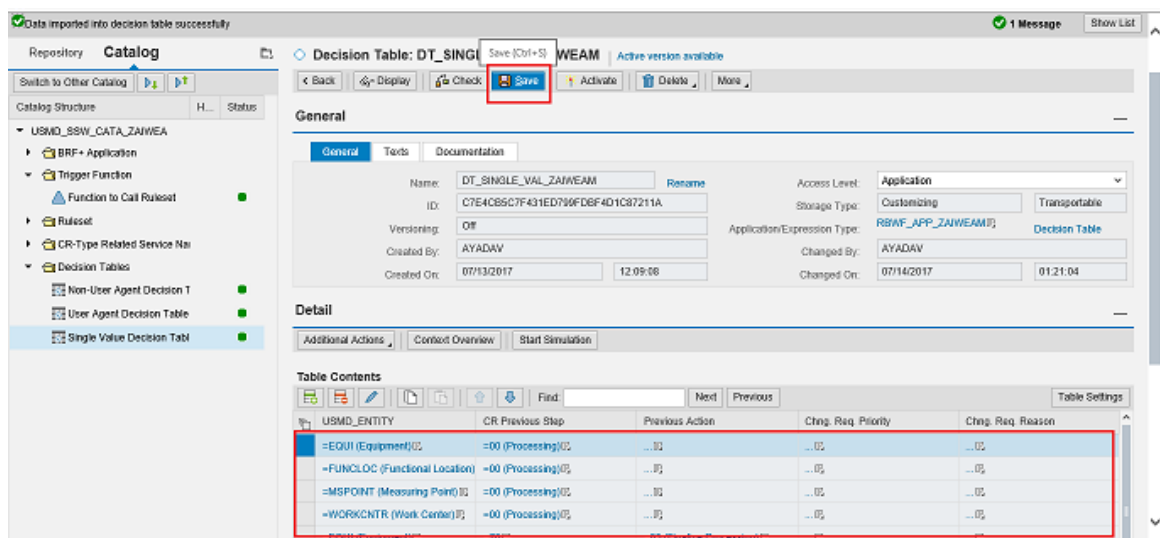 Data imported into decision table successfully
1 Message
Show List
Repository
Catalog
Switch to Other Catalog
Catalog Structure
H...
Status
USMD_SSW_CATA_ZAIWEA
BRF+ Application
Trigger Function
Function to Call Ruleset
Ruleset
CR-Type Related Service Nai
Decision Tables
Non-User Agent Decision T
User Agent Decision Table
Single Value Decision Tabl
Decision Table: DT_SINGL
Save (Ctrl+S)
WEAM
Active version available
Back
Display
Check
Save
Activate
Delete
More
General
General
Texts
Documentation
Name:
DT_SINGLE_VAL_ZAIWEAM
Rename
Access Level:
Application
ID:
C7E4CB5C7F431ED799FDBF4D1C87211A
Storage Type:
Customizing
Transportable
Versioning:
Off
Application/Expression Type:
RBWF_APP_ZAIWEAM
Decision Table
Created By:
AYADAV
Changed By:
AYADAV
Created On:
07/13/2017
12:09:08
Changed On:
07/14/2017
01:21:04
Detail
Additional Actions
Context Overview
Start Simulation
Table Contents
Find:
Next
Previous
Table Settings
USMD_ENTITY
CR Previous Step
Previous Action
Chng. Req. Priority
Chng. Req. Reason
=EQUI (Equipment)
=00 (Processing)
...
...
...
=FUNCLOC (Functional Location)
=00 (Processing)
...
...
...
=MSPOINT (Measuring Point)
=00 (Processing)
...
...
...
=WORKCNTR (Work Center)
=00 (Processing)
...
...
...